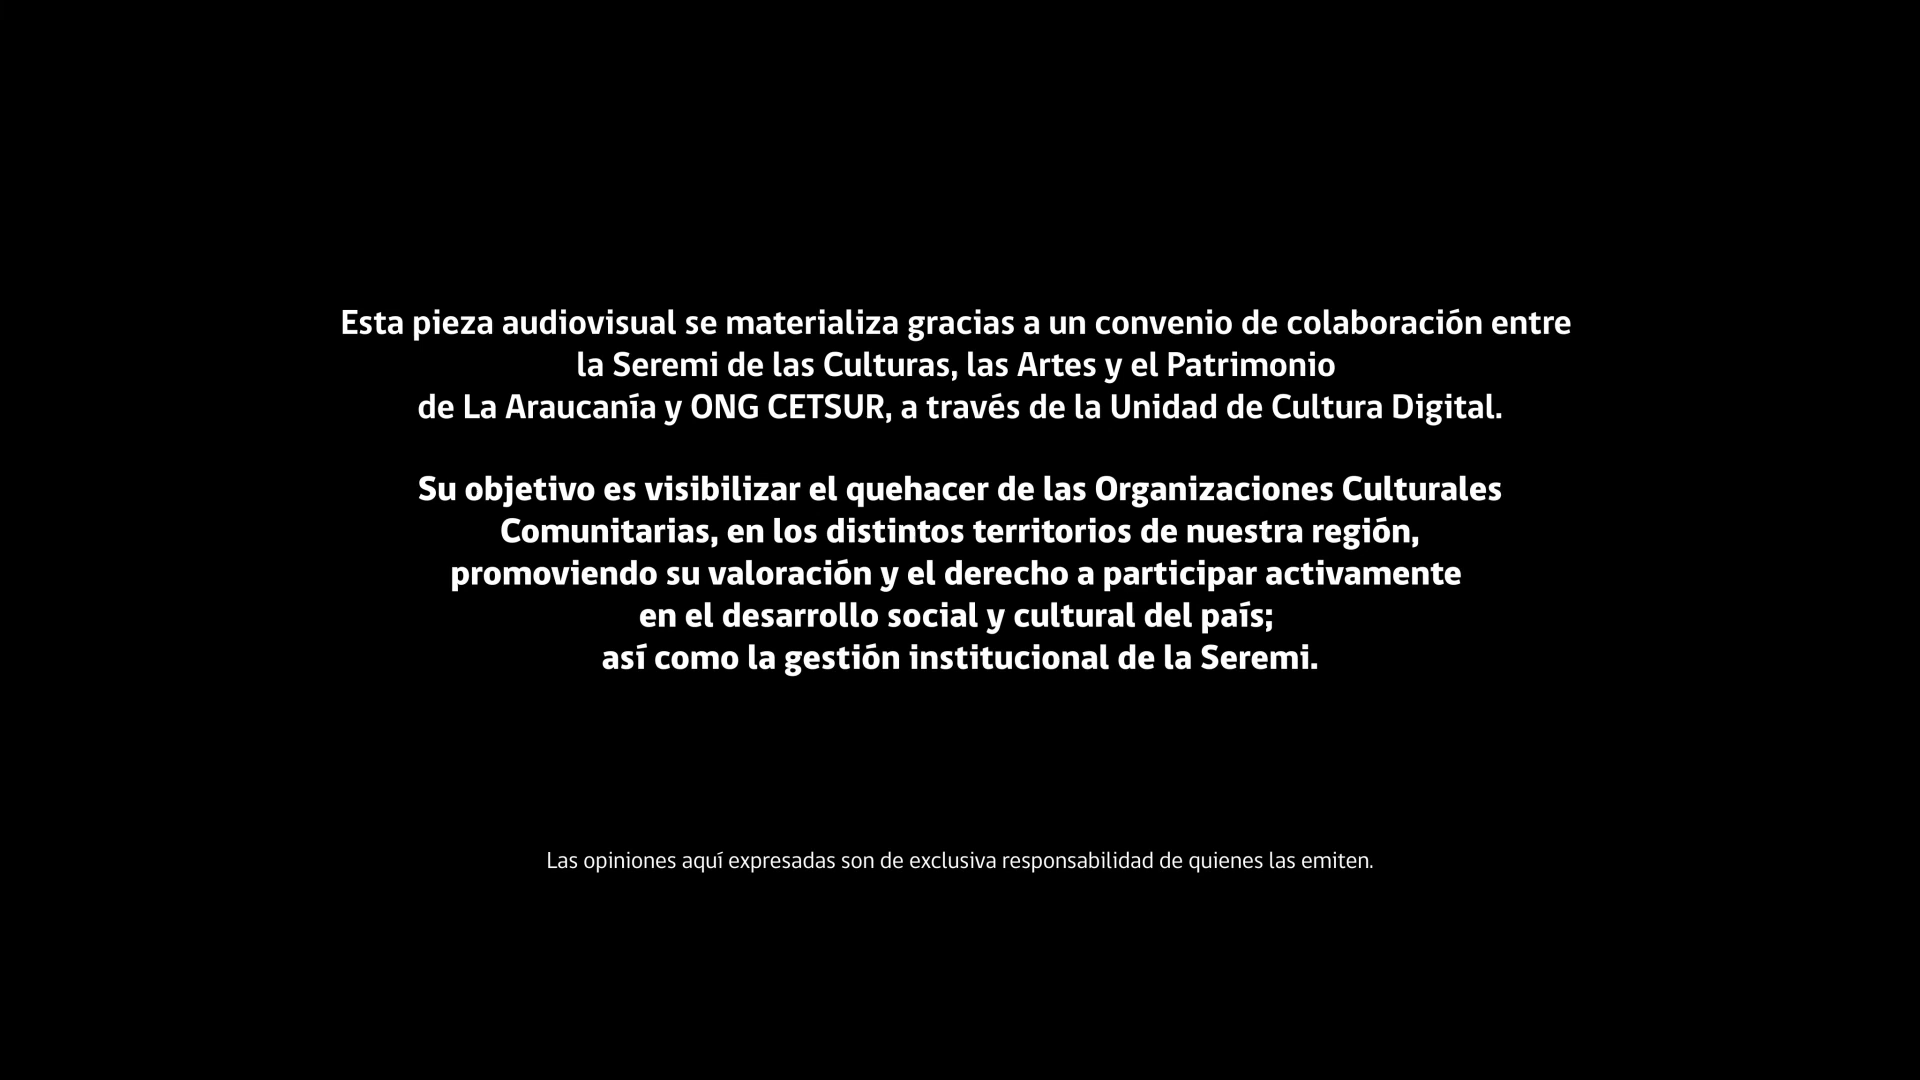 Esta pieza audiovisual se materializa gracias a un convenio de colaboración entre
la Seremi de las Culturas, las Artes y el Patrimonio
de La Araucanía y ONG CETSUR, a través de la Unidad de Cultura Digital.
Su objetivo es visibilizar el quehacer de las Organizaciones Culturales
Comunitarias, en los distintos territorios de nuestra región,
promoviendo su valoración y el derecho a participar activamente
en el desarrollo social y cultural del país;
así como la gestión institucional de la Seremi.
Las opiniones aquí expresadas son de exclusiva responsabilidad de quienes las emiten.